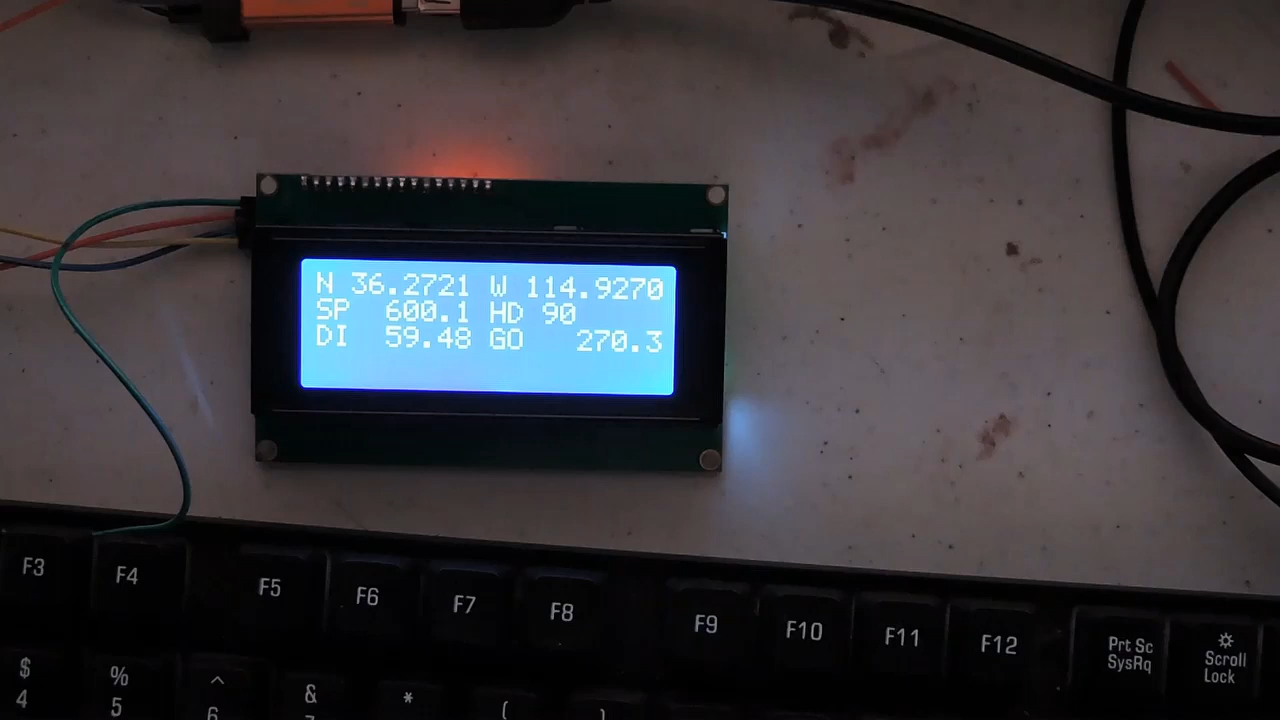 N 36.2721 W 114.9270
SP 600.1 HD 90
DI 59.48 GO 270.3
F3 F4 F5 F6 F7 F8 F9 F10 F11 F12 Prt Sc SysRq Scroll Lock
$ % ^ & * ( )
4 5 6